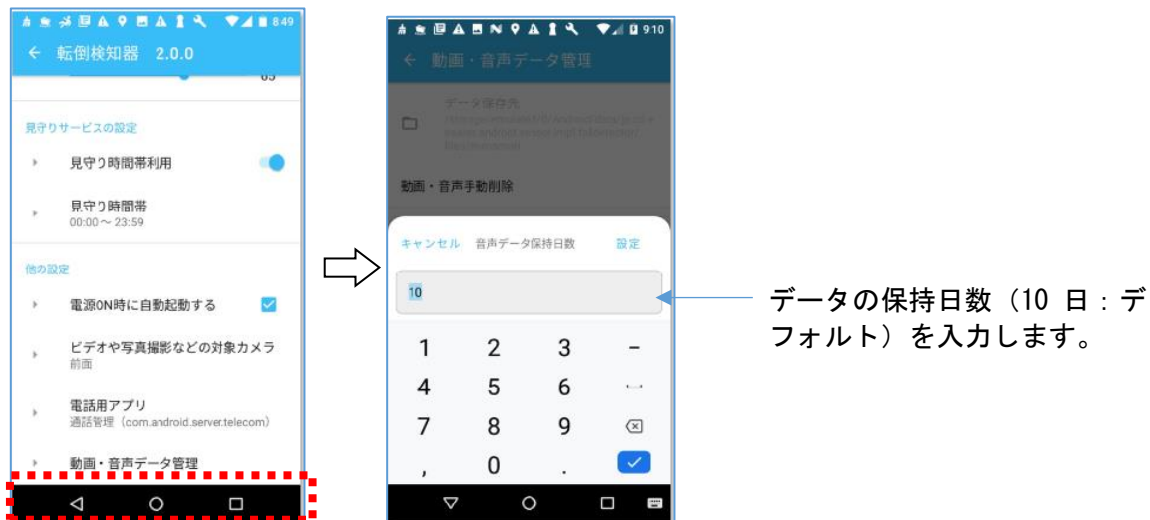 8:49
転倒検知器 2.0.0
65
見守りサービスの設定
見守り時間帯利用
見守り時間帯
00:00～23:59
他の設定
電源ON時に自動起動する
ビデオや写真撮影などの対象カメラ
前面
電話用アプリ
通話管理（com.android.server.telecom）
動画・音声データ管理
9:10
動画・音声データ管理
データ保存先
動画・音声手動削除
キャンセル 音声データ保持日数 設定
10
1 2 3 -
4 5 6
7 8 9
, 0 .
データの保持日数（10 日：デ
フォルト）を入力します。